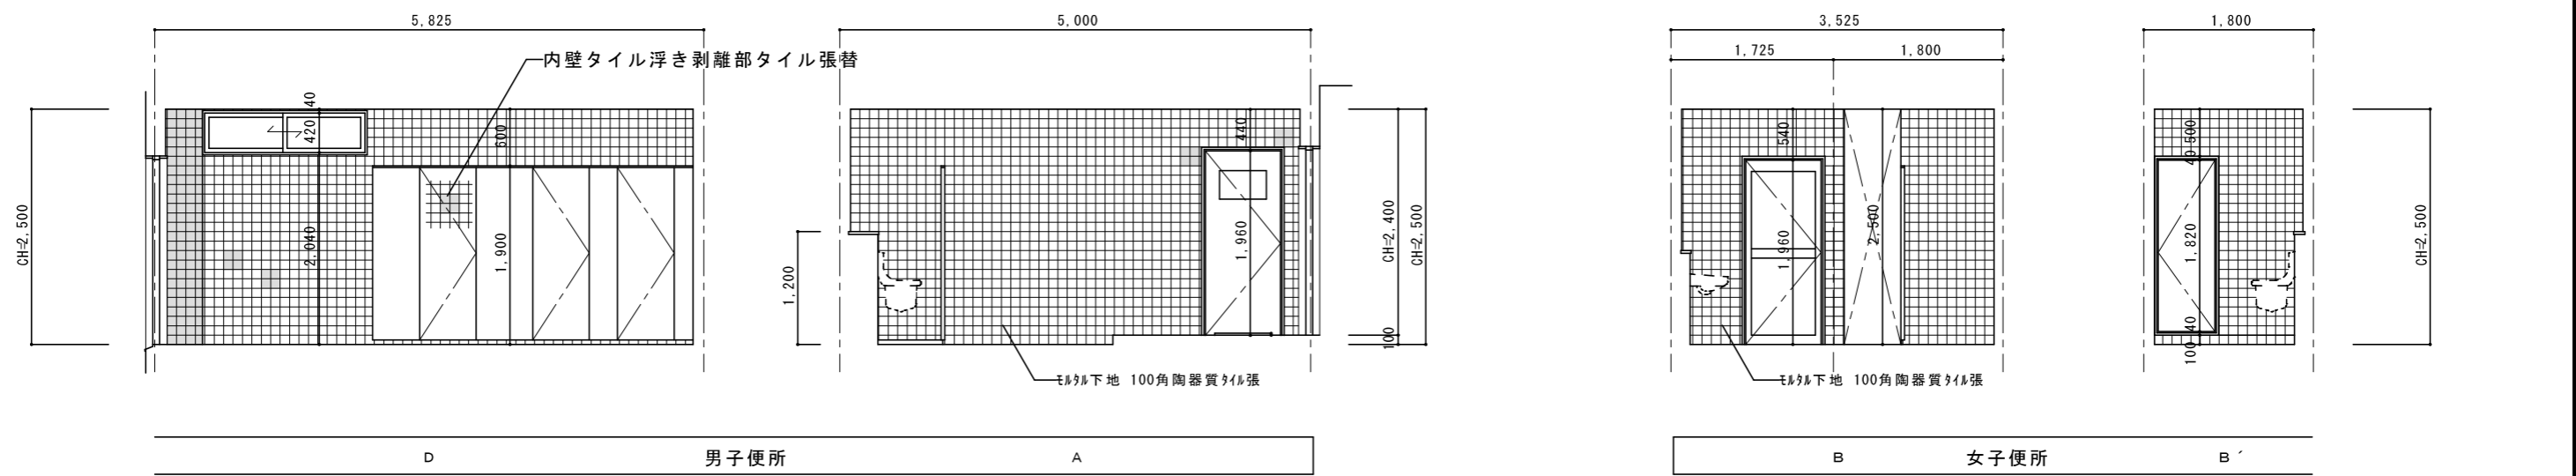 5,825
5,000
3,525
1,800
1,725
1,800
内壁タイル浮き剥離部タイル張替
40
420
2,040
600
1,900
CH=2,500
1,200
440
1,960
CH=2,400
100
CH=2,500
540
1,960
2,500
500
40
1,820
40
100
CH=2,500
ﾓﾙﾀﾙ下地 100角陶器質ﾀｲﾙ張
ﾓﾙﾀﾙ下地 100角陶器質ﾀｲﾙ張
D 男子便所 A
B 女子便所 B´